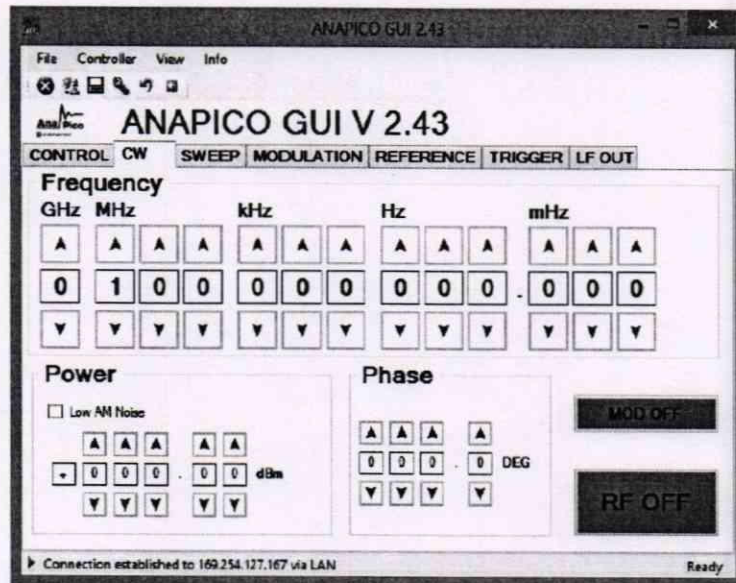 ANAPICO GUI 2.43
File Controller View Info
AnaPico
ANAPICO GUI V 2.43
CONTROL CW SWEEP MODULATION REFERENCE TRIGGER LF OUT
Frequency
GHz MHz kHz Hz mHz
0 1 0 0 0 0 0 0 0 0 . 0 0 0
Power
Low AM Noise
+ 0 0 0 . 0 0 dBm
Phase
0 0 0 . 0 DEG
MOD OFF
RF OFF
Connection established to 169.254.127.167 via LAN
Ready